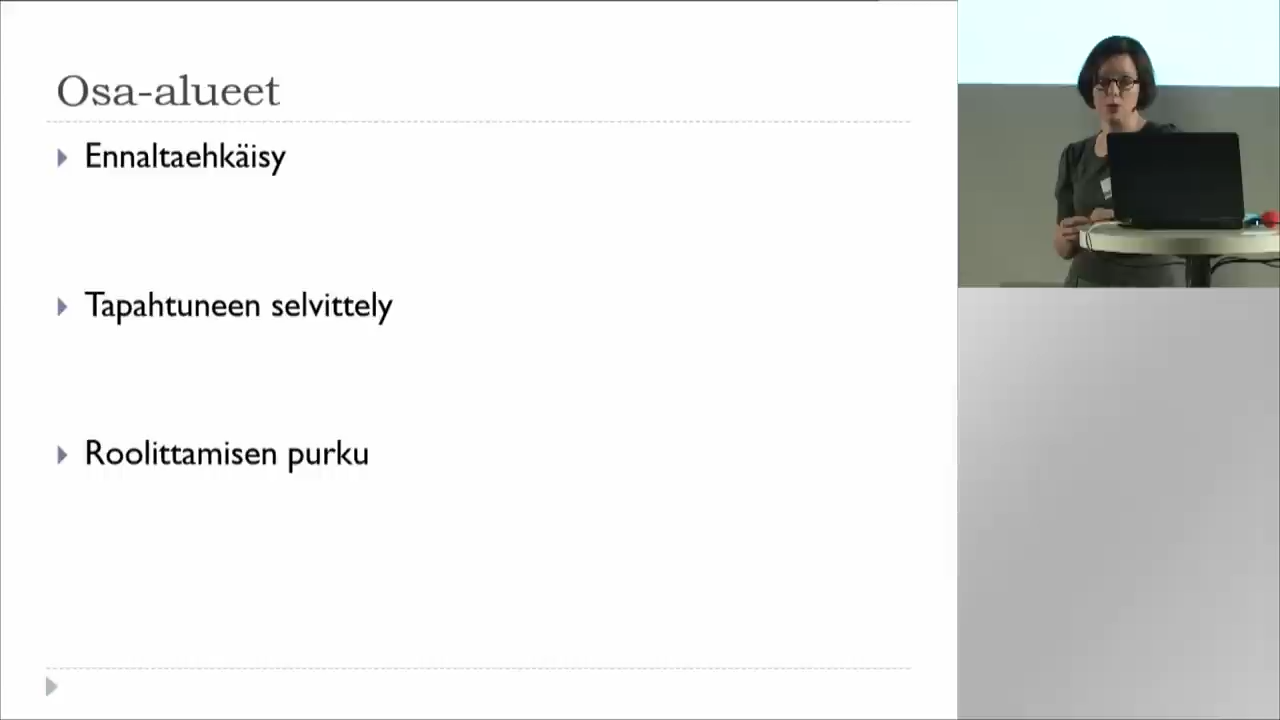 Osa-alueet
Ennaltaehkäisy
Tapahtuneen selvittely
Roolittamisen purku